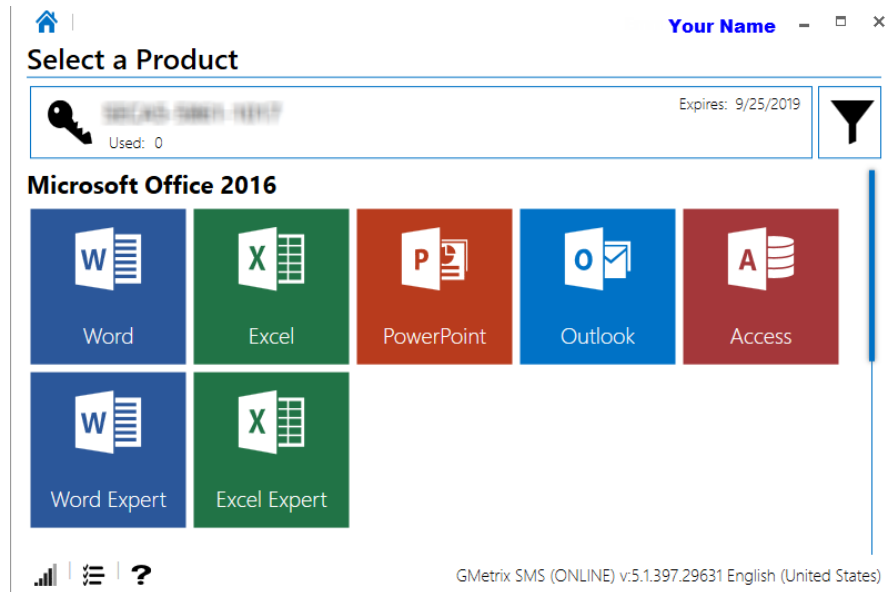 Your Name
Select a Product
Expires: 9/25/2019
Used: 0
Microsoft Office 2016
W
X
P
O
A
Word
Excel
PowerPoint
Outlook
Access
W
X
Word Expert
Excel Expert
?
GMetrix SMS (ONLINE) v:5.1.397.29631 English (United States)